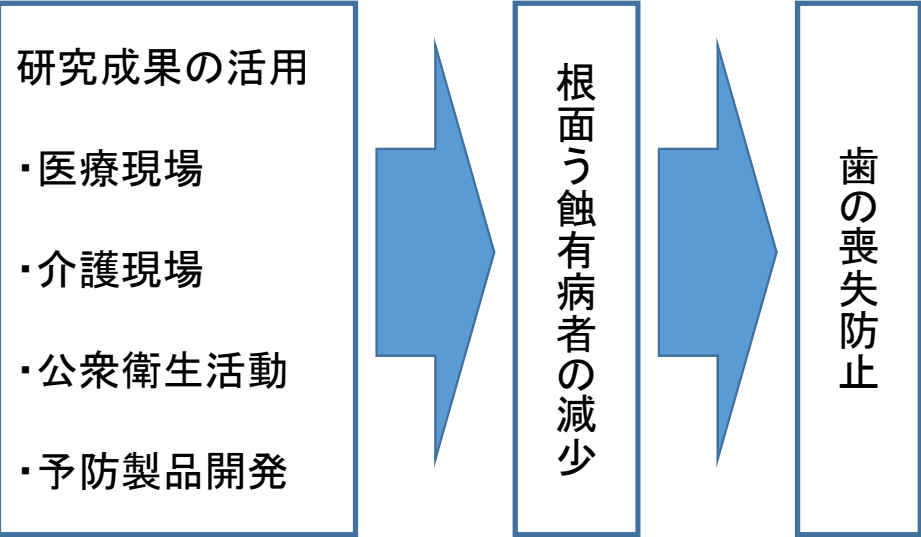 研究成果の活用
・医療現場
・介護現場
・公衆衛生活動
・予防製品開発
根面う蝕有病者の減少
歯の喪失防止